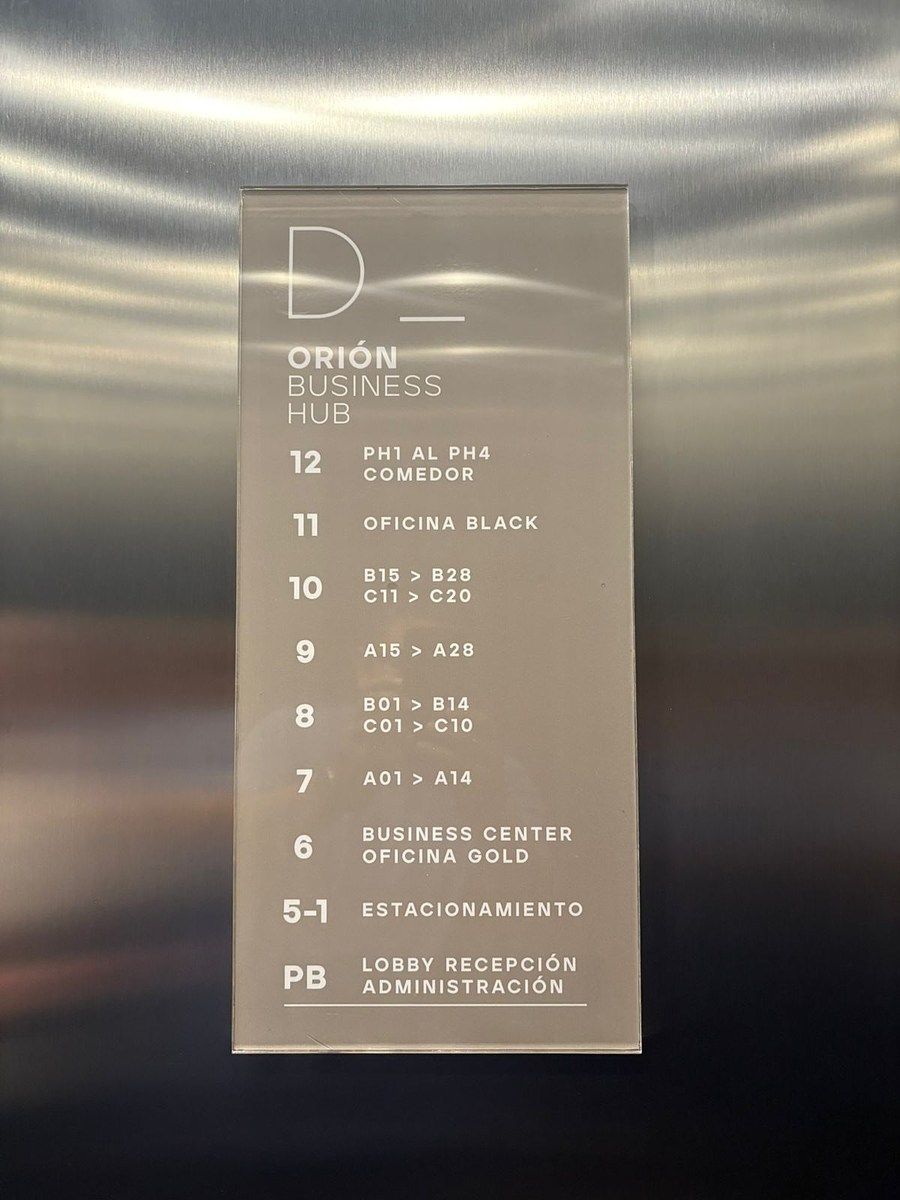 D_
ORIÓN
BUSINESS
HUB
12 PH1 AL PH4
COMEDOR
11 OFICINA BLACK
10 B15 > B28
C11 > C20
9 A15 > A28
8 B01 > B14
C01 > C10
7 A01 > A14
6 BUSINESS CENTER
OFICINA GOLD
5-1 ESTACIONAMIENTO
PB LOBBY RECEPCIÓN
ADMINISTRACIÓN